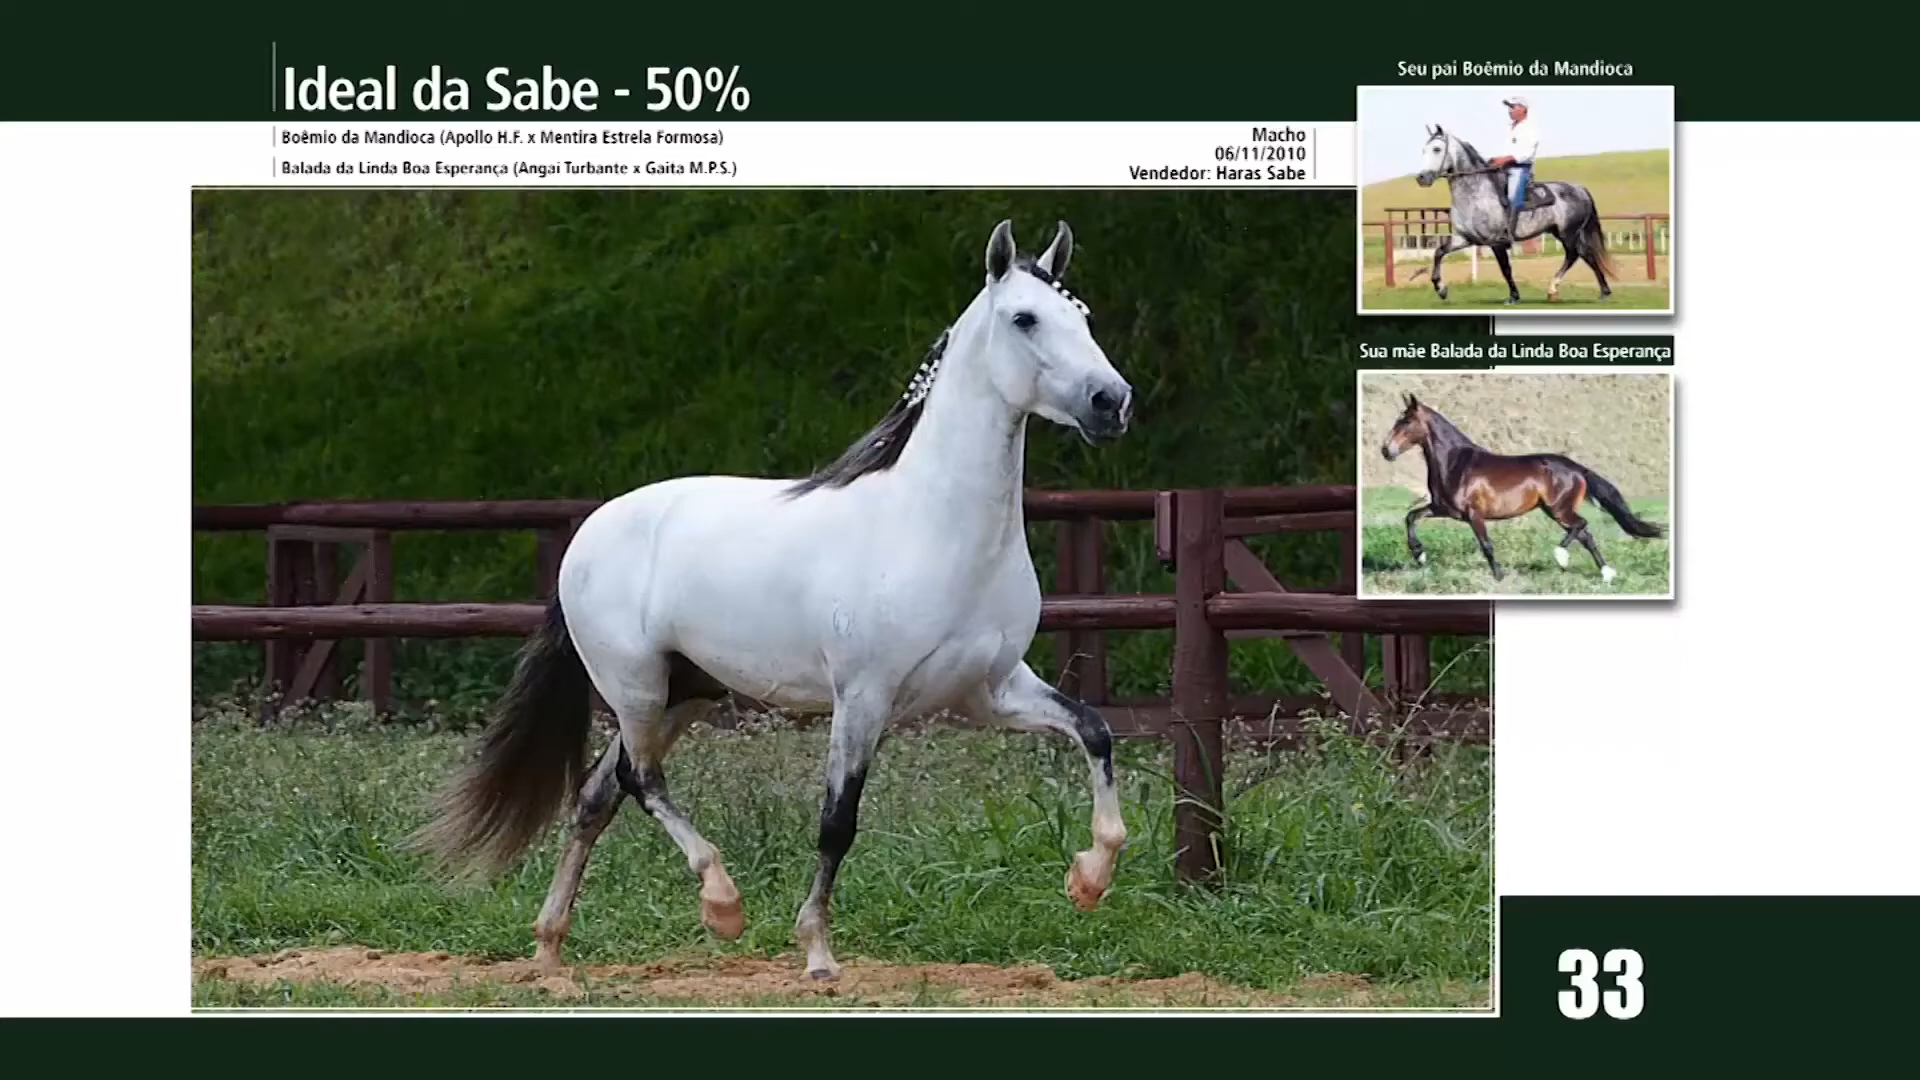 Ideal da Sabe - 50%
Boêmio da Mandioca (Apollo H.F. x Mentira Estrela Formosa)
Balada da Linda Boa Esperança (Angaí Turbante x Gaita M.P.S.)
Macho
06/11/2010
Vendedor: Haras Sabe
Seu pai Boêmio da Mandioca
Sua mãe Balada da Linda Boa Esperança
33